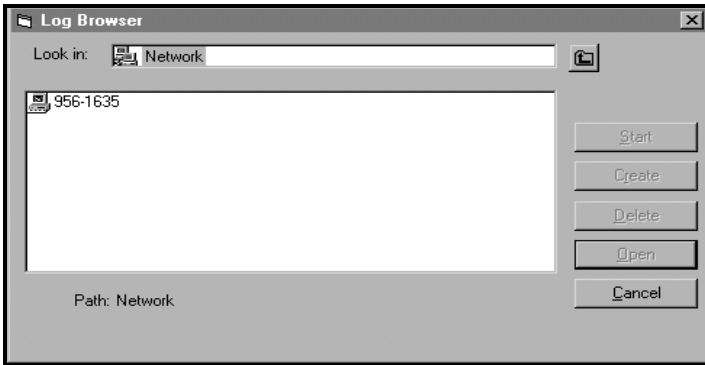 Log Browser
Look in: Network
956-1635
Start
Create
Delete
Open
Cancel
Path: Network